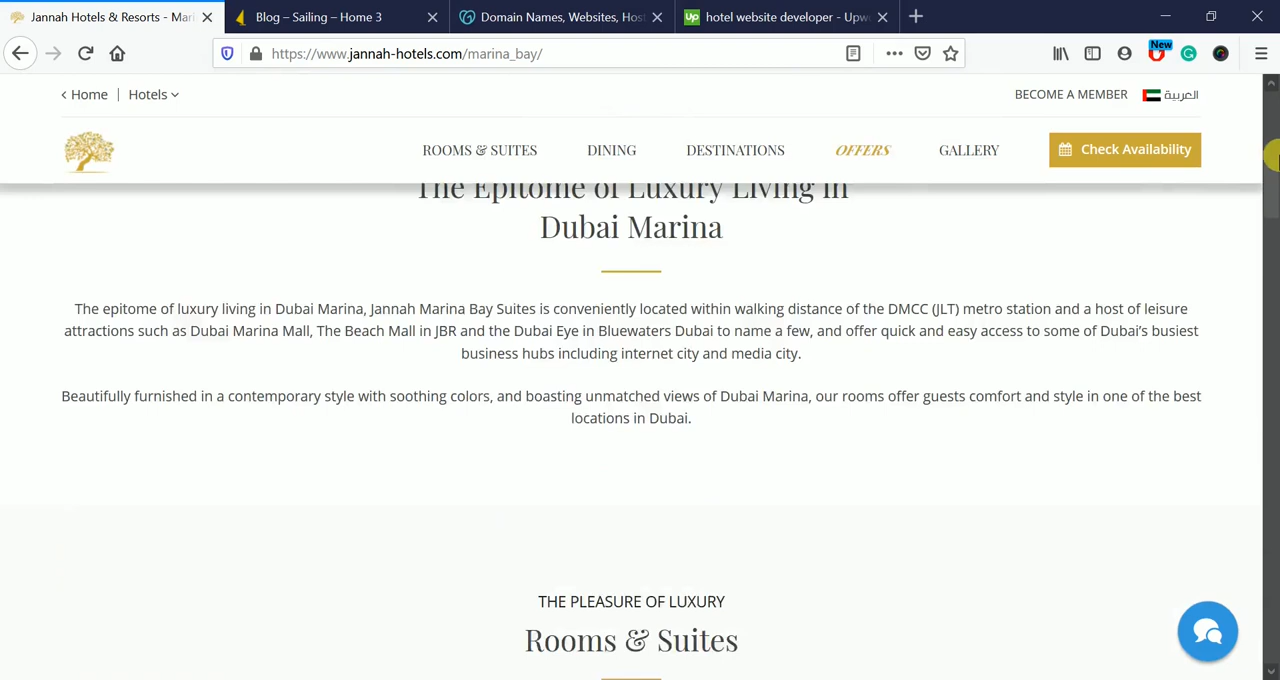 Jannah Hotels & Resorts - Mari
Blog – Sailing – Home 3
Domain Names, Websites, Hos
Up
hotel website developer - Upw
https://www.jannah-hotels.com/marina_bay/
New
Home
Hotels
BECOME A MEMBER
العربية
ROOMS & SUITES
DINING
DESTINATIONS
OFFERS
GALLERY
Check Availability
The Epitome of Luxury Living in
Dubai Marina
The epitome of luxury living in Dubai Marina, Jannah Marina Bay Suites is conveniently located within walking distance of the DMCC (JLT) metro station and a host of leisure
attractions such as Dubai Marina Mall, The Beach Mall in JBR and the Dubai Eye in Bluewaters Dubai to name a few, and offer quick and easy access to some of Dubai’s busiest
business hubs including internet city and media city.
Beautifully furnished in a contemporary style with soothing colors, and boasting unmatched views of Dubai Marina, our rooms offer guests comfort and style in one of the best
locations in Dubai.
THE PLEASURE OF LUXURY
Rooms & Suites